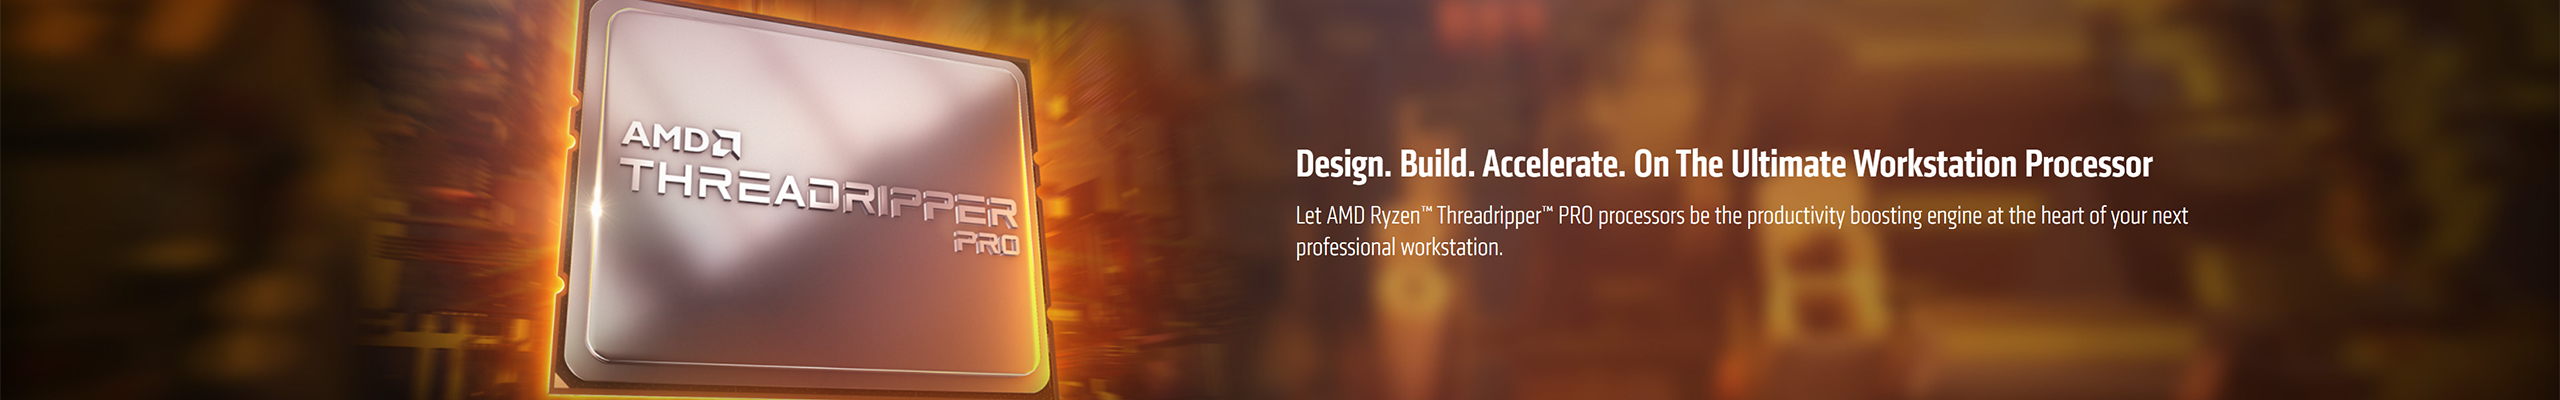 AMD
THREADRIPPER
PRO
Design. Build. Accelerate. On The Ultimate Workstation Processor
Let AMD Ryzen™ Threadripper™ PRO processors be the productivity boosting engine at the heart of your next
professional workstation.